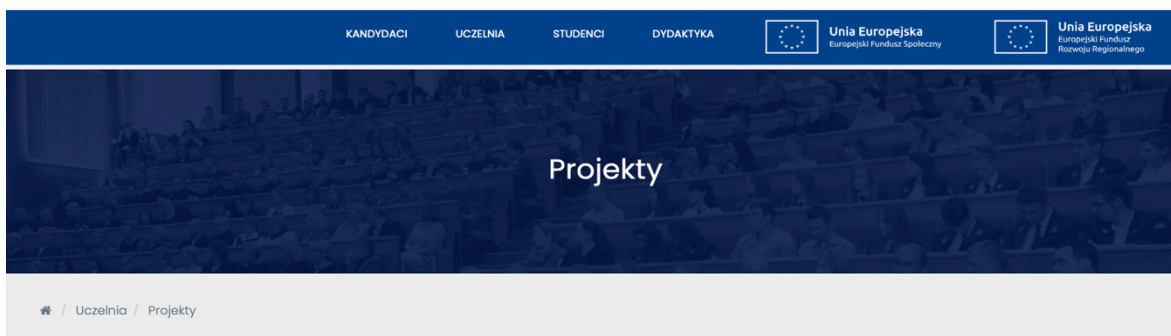 KANDYDACI UCZELNIA STUDENCI DYDAKTYKA
Unia Europejska
Europejski Fundusz Społeczny
Unia Europejska
Europejski Fundusz
Rozwoju Regionalnego
Projekty
/ Uczelnia / Projekty